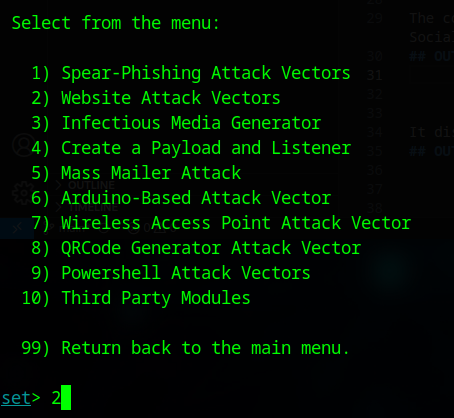 Select from the menu:
1) Spear-Phishing Attack Vectors
2) Website Attack Vectors
3) Infectious Media Generator
4) Create a Payload and Listener
5) Mass Mailer Attack
6) Arduino-Based Attack Vector
7) Wireless Access Point Attack Vector
8) QRCode Generator Attack Vector
9) Powershell Attack Vectors
10) Third Party Modules
99) Return back to the main menu.
set> 2
29 The co
Socia
30 ## OU
31
32
33
34 It di
35 ## OU
36
37
38
OUTLINE